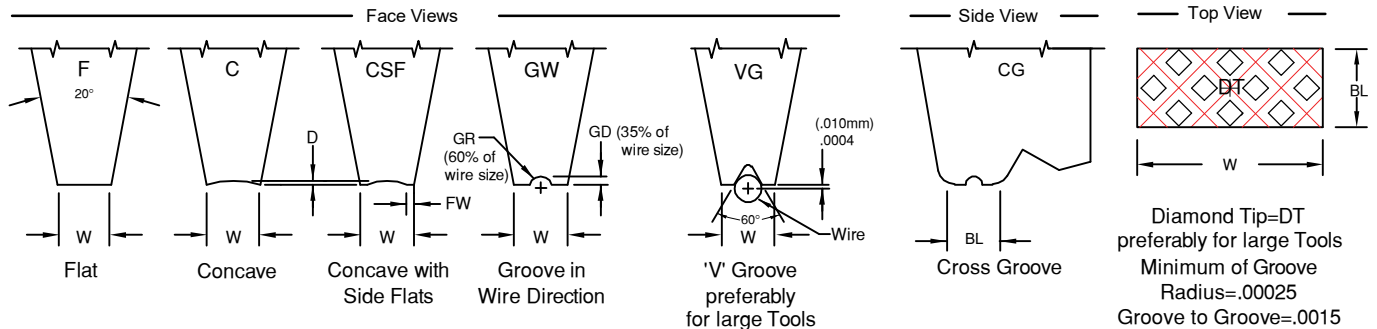 Face Views
Side View
Top View
F
20°
C
CSF
GW
VG
CG
DT
BL
D
GR
(60% of
wire size)
GD (35% of
wire size)
(.010mm)
.0004
FW
60°
Wire
W
W
W
W
W
BL
W
Flat
Concave
Concave with
Side Flats
Groove in
Wire Direction
'V' Groove
preferably
for large Tools
Cross Groove
Diamond Tip=DT
preferably for large Tools
Minimum of Groove
Radius=.00025
Groove to Groove=.0015